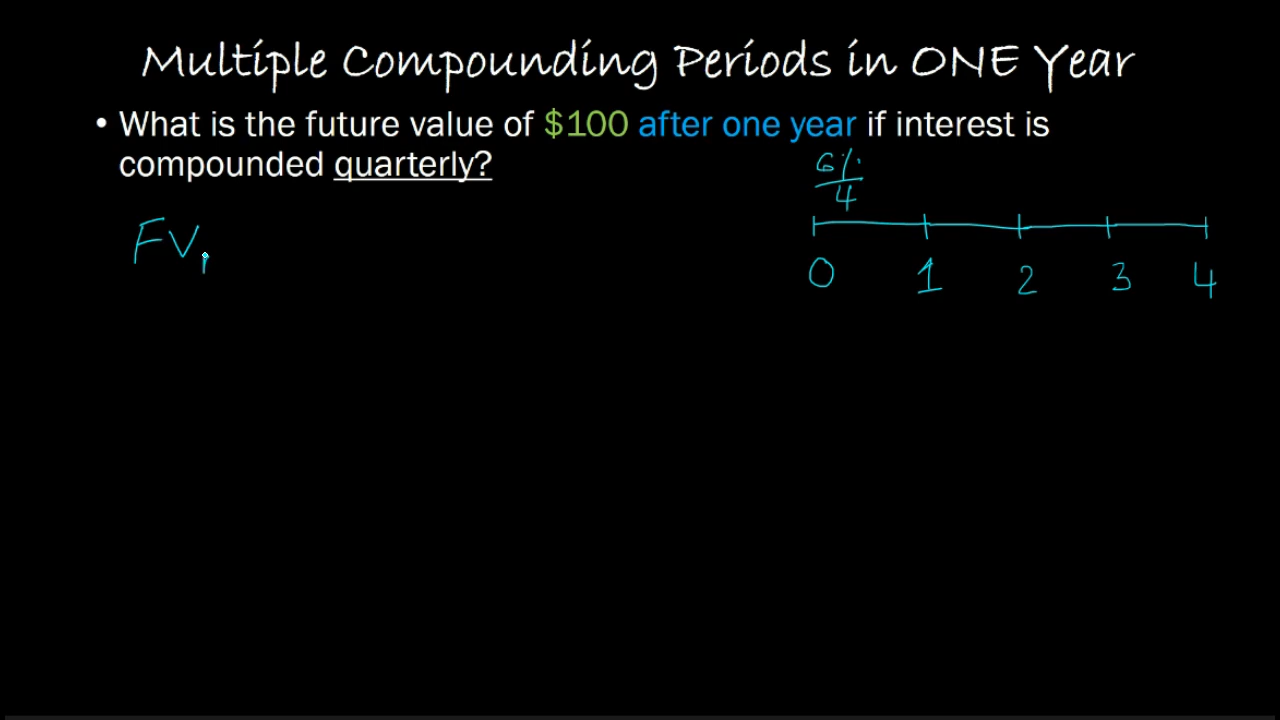 Multiple Compounding Periods in ONE Year
• What is the future value of $100 after one year if interest is
compounded quarterly?
6%
4
FV₁
0 1 2 3 4